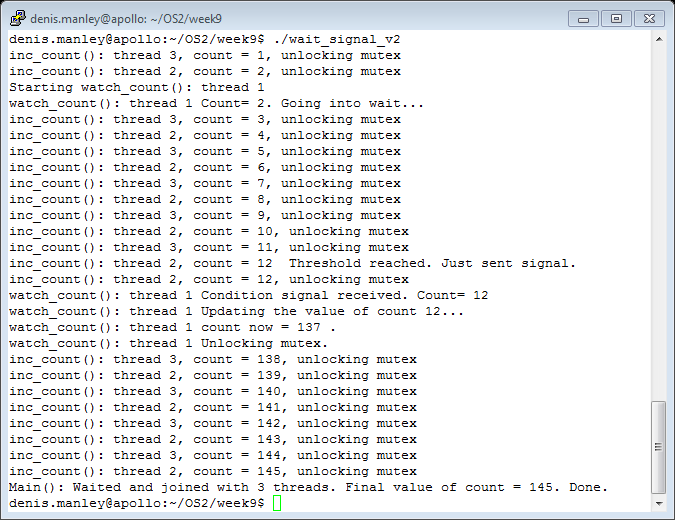 denis.manley@apollo:~/OS2/week9
denis.manley@apollo:~/OS2/week9$ ./wait_signal_v2
inc_count(): thread 3, count = 1, unlocking mutex
inc_count(): thread 2, count = 2, unlocking mutex
Starting watch_count(): thread 1
watch_count(): thread 1 Count= 2. Going into wait...
inc_count(): thread 3, count = 3, unlocking mutex
inc_count(): thread 2, count = 4, unlocking mutex
inc_count(): thread 3, count = 5, unlocking mutex
inc_count(): thread 2, count = 6, unlocking mutex
inc_count(): thread 3, count = 7, unlocking mutex
inc_count(): thread 2, count = 8, unlocking mutex
inc_count(): thread 3, count = 9, unlocking mutex
inc_count(): thread 2, count = 10, unlocking mutex
inc_count(): thread 3, count = 11, unlocking mutex
inc_count(): thread 2, count = 12  Threshold reached. Just sent signal.
inc_count(): thread 2, count = 12, unlocking mutex
watch_count(): thread 1 Condition signal received. Count= 12
watch_count(): thread 1 Updating the value of count 12...
watch_count(): thread 1 count now = 137 .
watch_count(): thread 1 Unlocking mutex.
inc_count(): thread 3, count = 138, unlocking mutex
inc_count(): thread 2, count = 139, unlocking mutex
inc_count(): thread 3, count = 140, unlocking mutex
inc_count(): thread 2, count = 141, unlocking mutex
inc_count(): thread 3, count = 142, unlocking mutex
inc_count(): thread 2, count = 143, unlocking mutex
inc_count(): thread 3, count = 144, unlocking mutex
inc_count(): thread 2, count = 145, unlocking mutex
Main(): Waited and joined with 3 threads. Final value of count = 145. Done.
denis.manley@apollo:~/OS2/week9$